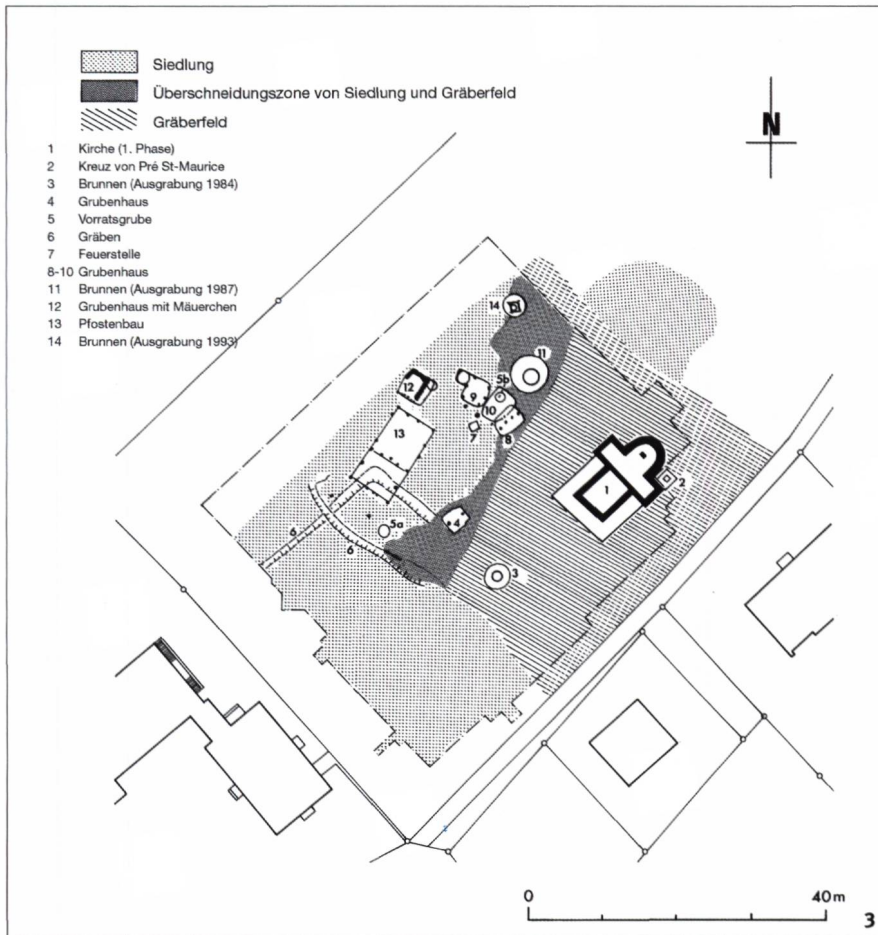 Siedlung
Überschneidungszone von Siedlung und Gräberfeld
Gräberfeld
1 Kirche (1. Phase)
2 Kreuz von Pré St-Maurice
3 Brunnen (Ausgrabung 1984)
4 Grubenhaus
5 Vorratsgrube
6 Gräben
7 Feuerstelle
8-10 Grubenhaus
11 Brunnen (Ausgrabung 1987)
12 Grubenhaus mit Mäuerchen
13 Pfostenbau
14 Brunnen (Ausgrabung 1993)
N
14
11
5b
12
9
10
7
8
13
1
2
4
5a
6
6
3
0 40 m
3